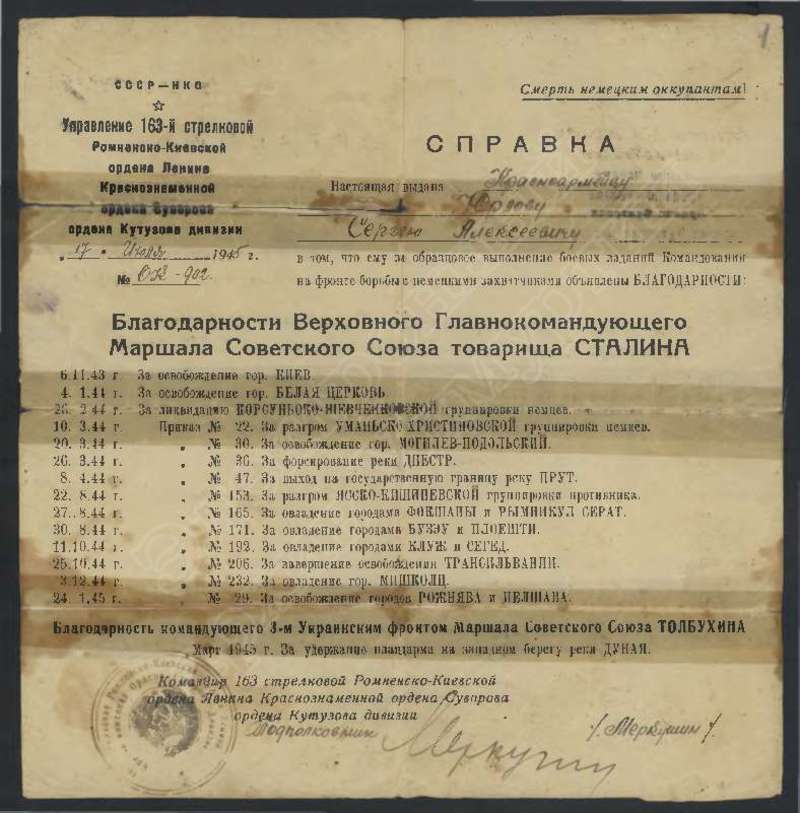 1
СССР—НКО
Управление 163-й стрелковой
Ромненско-Киевской
ордена Ленина
Краснознаменной
ордена Суворова
ордена Кутузова дивизии
„ 17 " Июля 1945 г.
№
Смерть немецким оккупантам!
СПРАВКА
Настоящая выдана Красноармейцу
Сергею Алексеевичу
в том, что ему за образцовое выполнение боевых заданий Командования
на фронте борьбы с немецкими захватчиками объявлены БЛАГОДАРНОСТИ:
Благодарности Верховного Главнокомандующего
Маршала Советского Союза товарища СТАЛИНА
6.11.43 г. За освобождение гор. КИЕВ
4. 1.44 г. За освобождение гор. БЕЛАЯ ЦЕРКОВЬ
26. 2.44 г. За ликвидацию КОРСУНЬСКО-ШЕВЧЕНКОВСКОЙ группировки немцев.
10. 3.44 г. Приказ № 22. За разгром УМАНЬСКО-ХРИСТИНОВСКОЙ группировки немцев.
20. 3.44 г. „ № 30. За освобождение гор. МОГИЛЕВ-ПОДОЛЬСКИЙ.
26. 3.44 г. „ № 36. За форсирование реки ДНЕСТР.
8. 4.44 г. „ № 47. За выход на государственную границу реку ПРУТ.
22. 8.44 г. „ № 153. За разгром ЯССКО-КИШИНЕВСКОЙ группировки противника.
27. 8.44 г. „ № 165. За овладение городами ФОКШАНЫ и РЫМНИКУЛ СЕРАТ.
30. 8.44 г. „ № 171. За овладение городами БУЗЭУ и ПЛОЕШТИ.
11.10.44 г. „ № 192. За овладение городами КЛУЖ и СЕГЕД.
25.10.44 г. „ № 206. За завершение освобождения ТРАНСИЛЬВАНИИ.
3.12.44 г. „ № 232. За овладение гор. МИШКОЛЦ.
24. 1.45 г. „ № 29. За освобождение городов РОЖНЯВА и ИЕЛШАВА.
Благодарность командующего 3-м Украинским фронтом Маршала Советского Союза ТОЛБУХИНА
Март 1945 г. За удержание плацдарма на западном берегу реки ДУНАЯ.
Командир 163 стрелковой Ромненско-Киевской
ордена Ленина Краснознаменной ордена Суворова
ордена Кутузова дивизии
Подполковник /Меркушин/